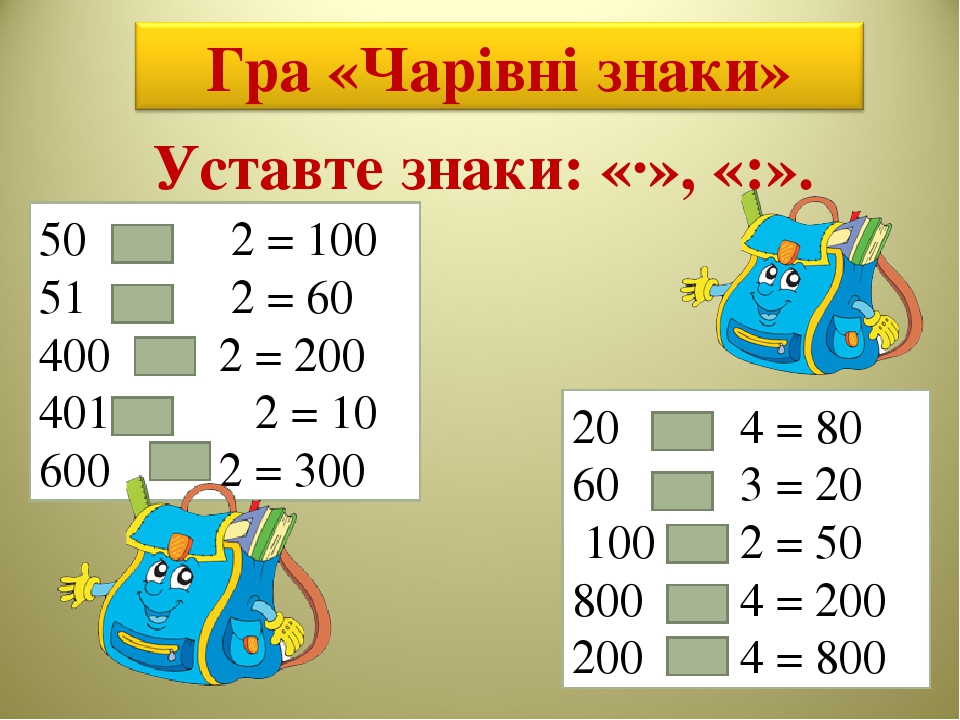 Гра «Чарівні знаки»
Уставте знаки: «·», «:».
50 2 = 100
51 2 = 60
400 2 = 200
401 2 = 10
600 2 = 300
20 4 = 80
60 3 = 20
100 2 = 50
800 4 = 200
200 4 = 800